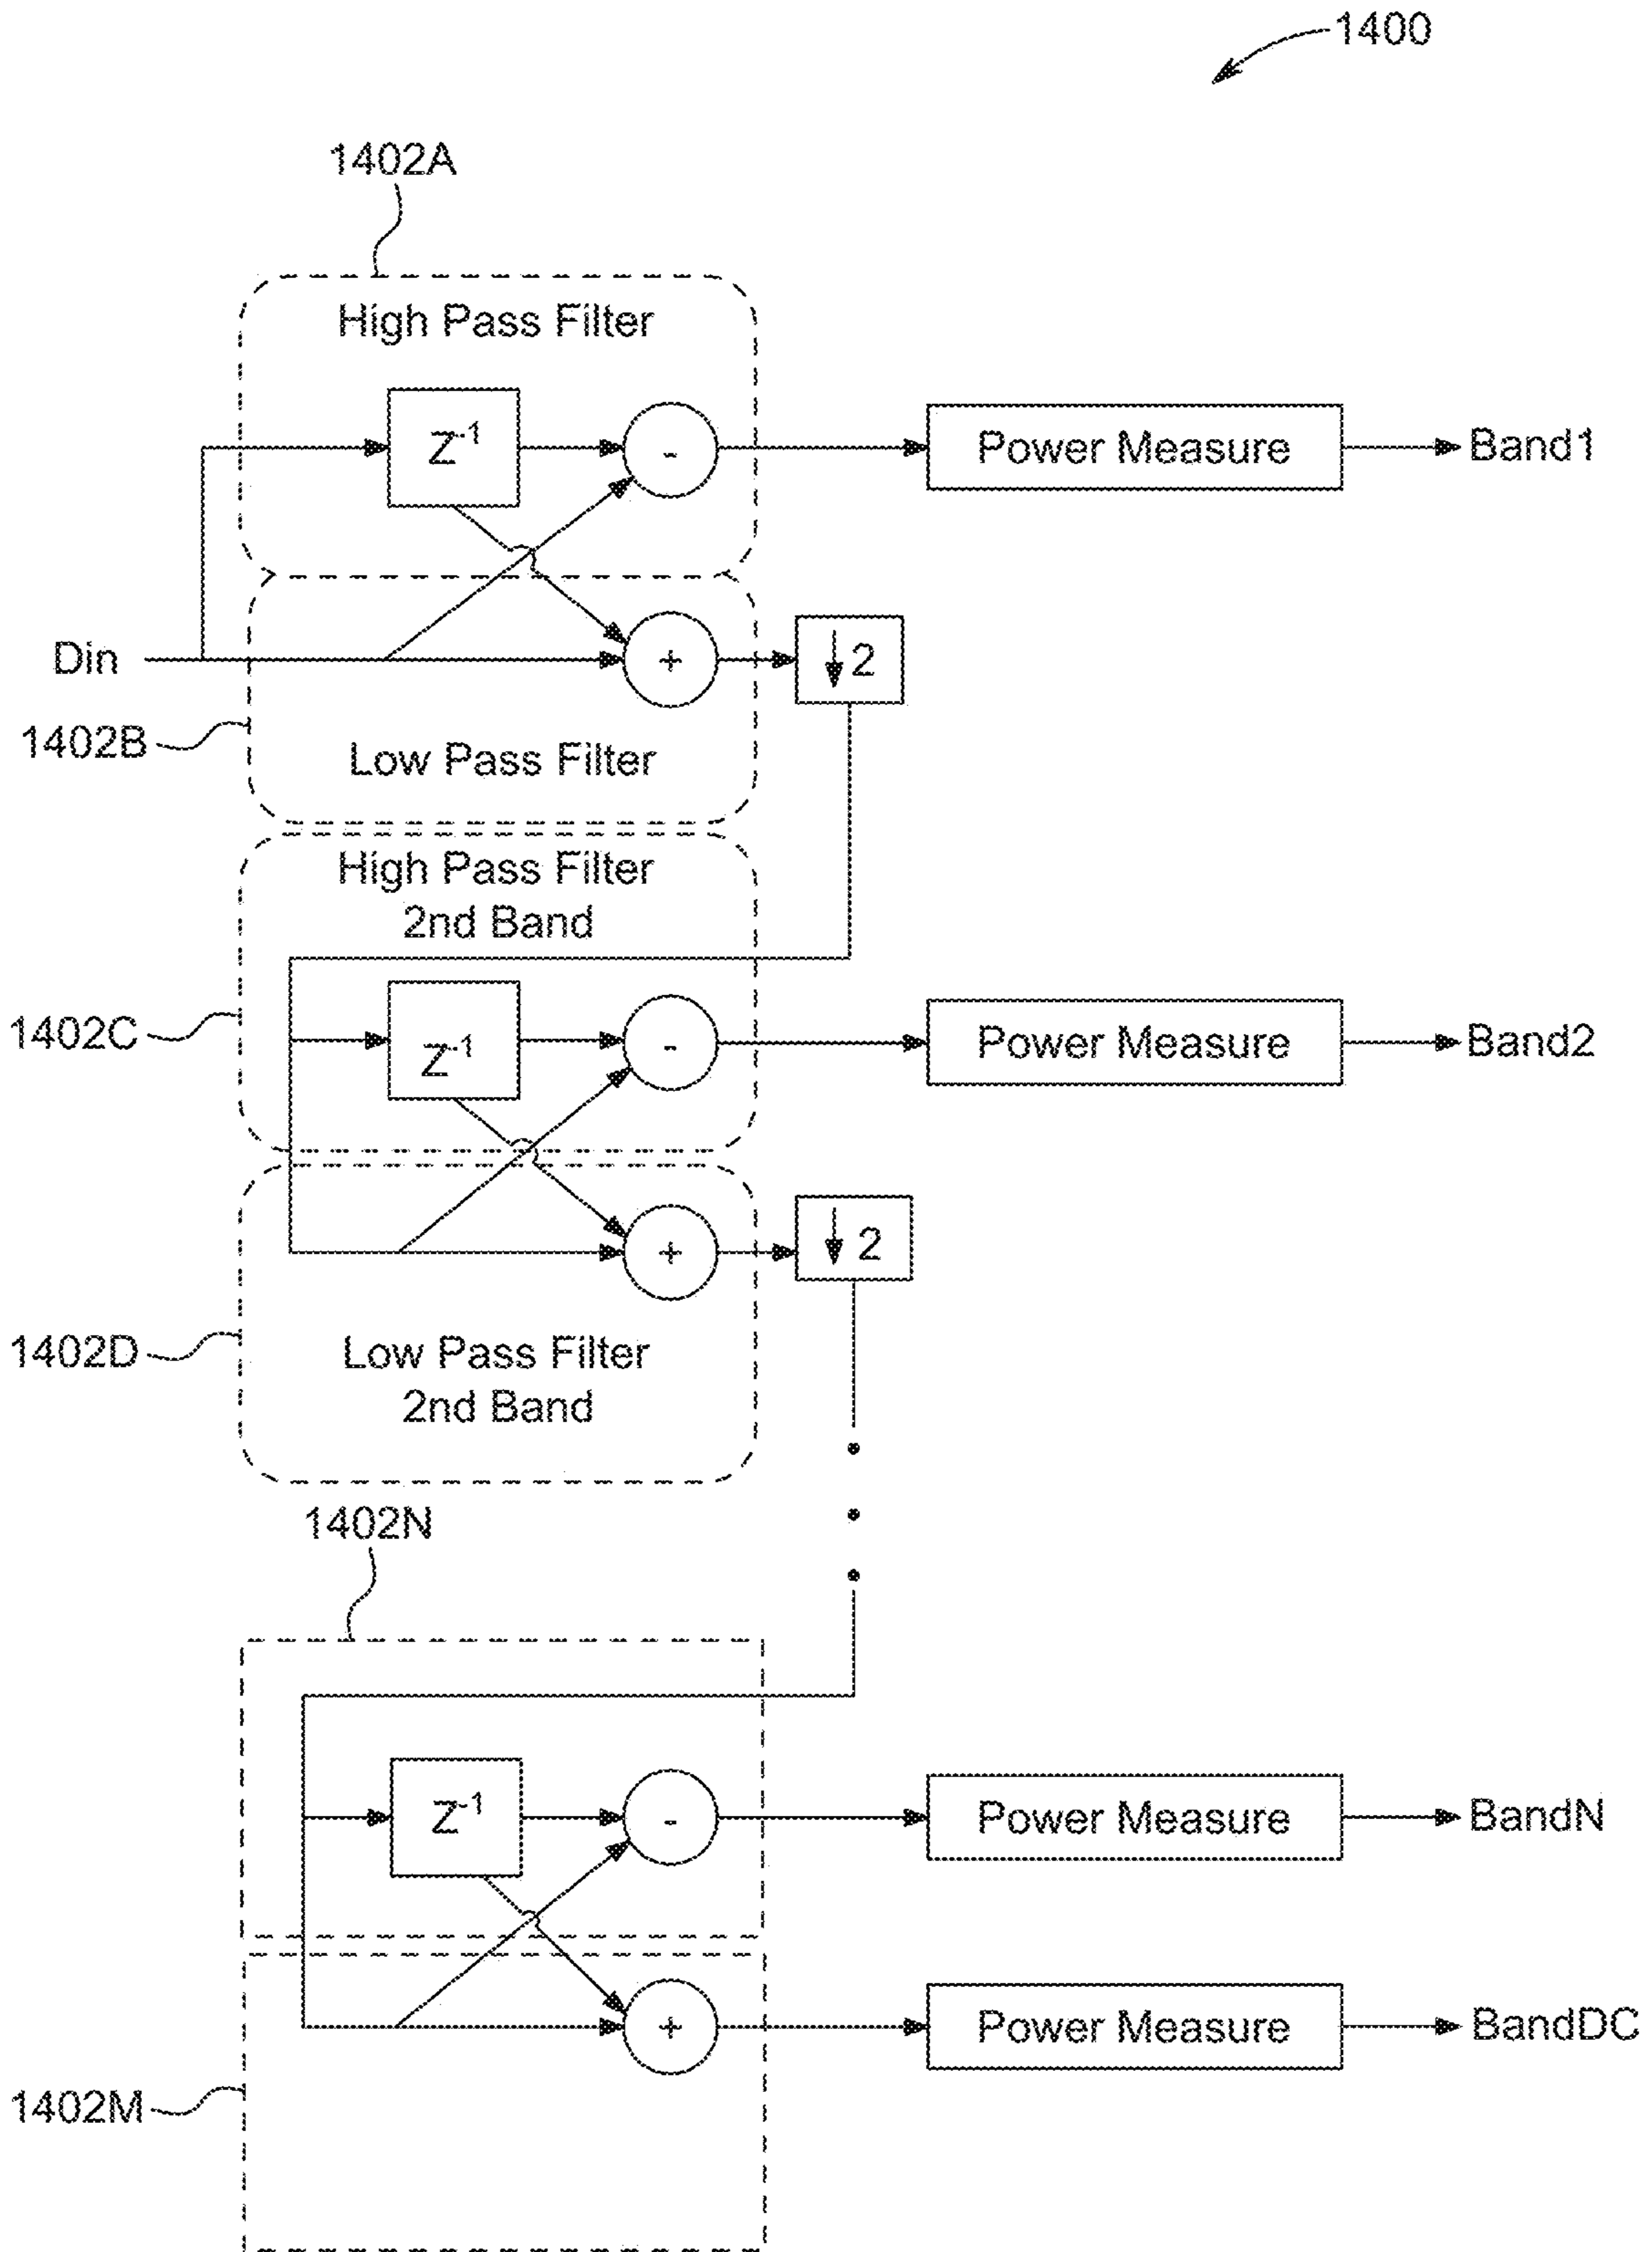 1400
1402A
High Pass Filter
Z-1
-
Power Measure
Band1
Din
+
↓ 2
1402B
Low Pass Filter
High Pass Filter
2nd Band
1402C
Z-1
-
Power Measure
Band2
+
↓ 2
1402D
Low Pass Filter
2nd Band
1402N
Z-1
-
Power Measure
BandN
+
Power Measure
BandDC
1402M